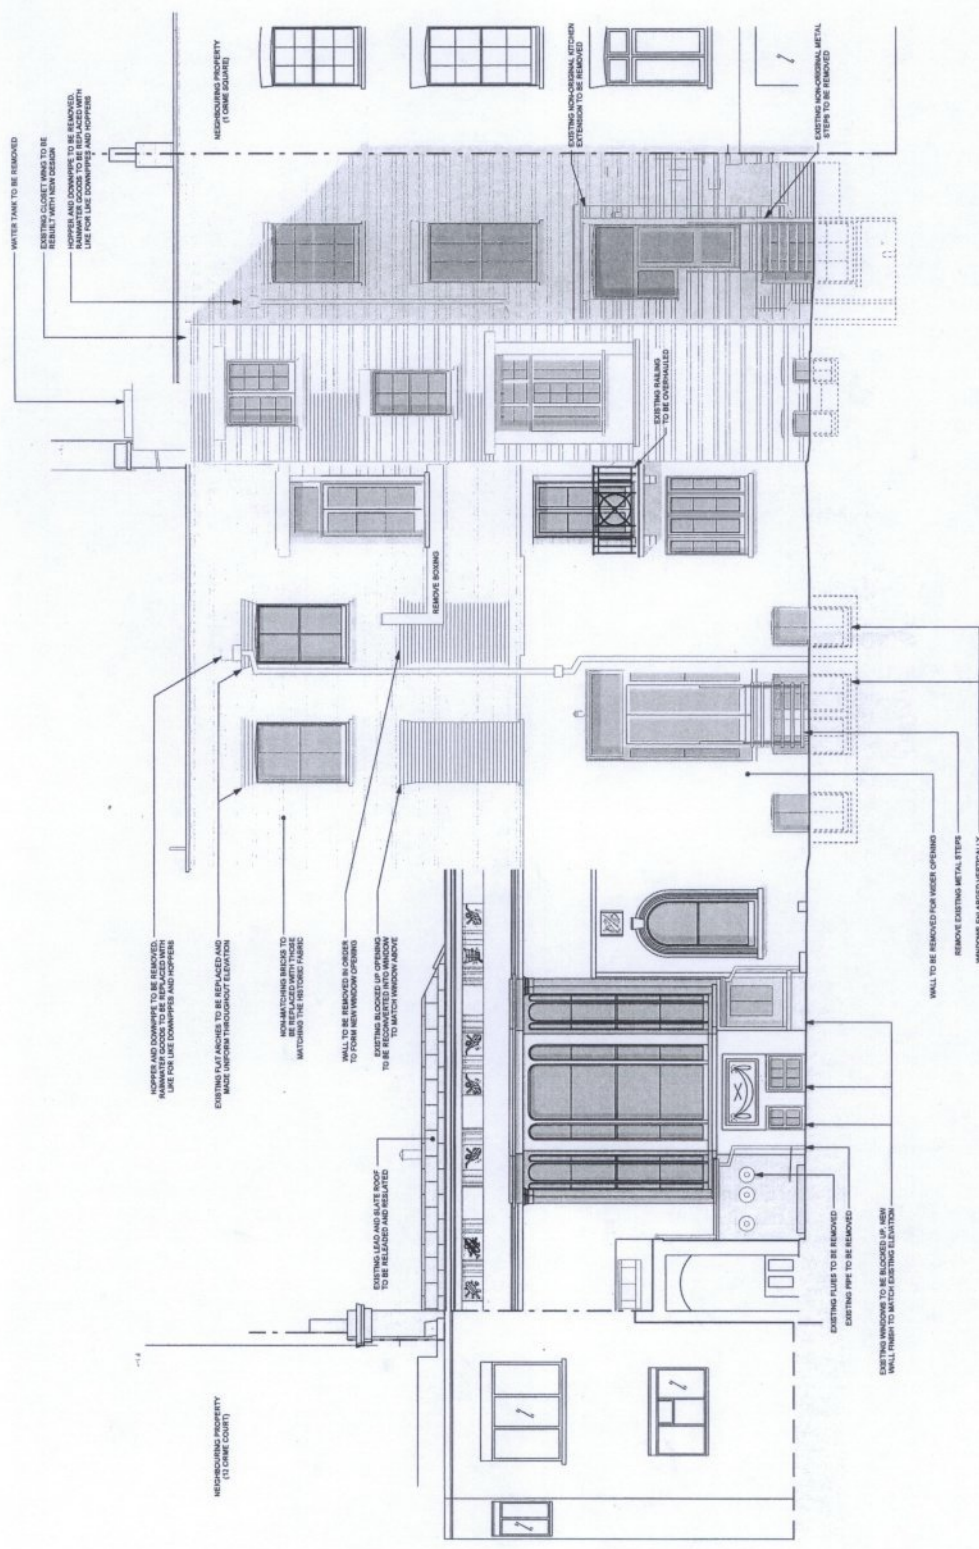 NEIGHBOURING PROPERTY
(12 ORME COURT)
HOPPER AND DOWNPIPE TO BE REMOVED,
RAINWATER GOODS TO BE REPLACED WITH
LIKE FOR LIKE DOWNPIPES AND HOPPERS
EXISTING FLAT ARCHES TO BE REPLACED AND
MADE UNIFORM THROUGHOUT ELEVATION
NON-MATCHING BRICKS TO
BE REPLACED WITH THOSE
MATCHING THE HISTORIC FABRIC
WALL TO BE REMOVED IN ORDER
TO FORM NEW WINDOW OPENING
EXISTING BLOCKED UP OPENING
TO BE RECONVERTED INTO WINDOW
TO MATCH WINDOW ABOVE
EXISTING LEAD AND SLATE ROOF
TO BE RELEADED AND RESLATED
WATER TANK TO BE REMOVED
EXISTING CLOSET WINGS TO BE
REBUILT WITH NEW DESIGN
HOPPER AND DOWNPIPE TO BE REMOVED,
RAINWATER GOODS TO BE REPLACED WITH
LIKE FOR LIKE DOWNPIPES AND HOPPERS
NEIGHBOURING PROPERTY
(1 ORME SQUARE)
REMOVE BOXING
EXISTING NON-ORIGINAL KITCHEN
EXTENSION TO BE REMOVED
EXISTING RAILING
TO BE OVERHAULED
EXISTING NON-ORIGINAL METAL
STEPS TO BE REMOVED
EXISTING FLUES TO BE REMOVED
EXISTING PIPE TO BE REMOVED
EXISTING WINDOWS TO BE BLOCKED UP, NEW
WALL FINISH TO MATCH EXISTING ELEVATION
WALL TO BE REMOVED FOR WIDER OPENING
REMOVE EXISTING METAL STEPS
WINDOWS ENLARGED VERTICALLY